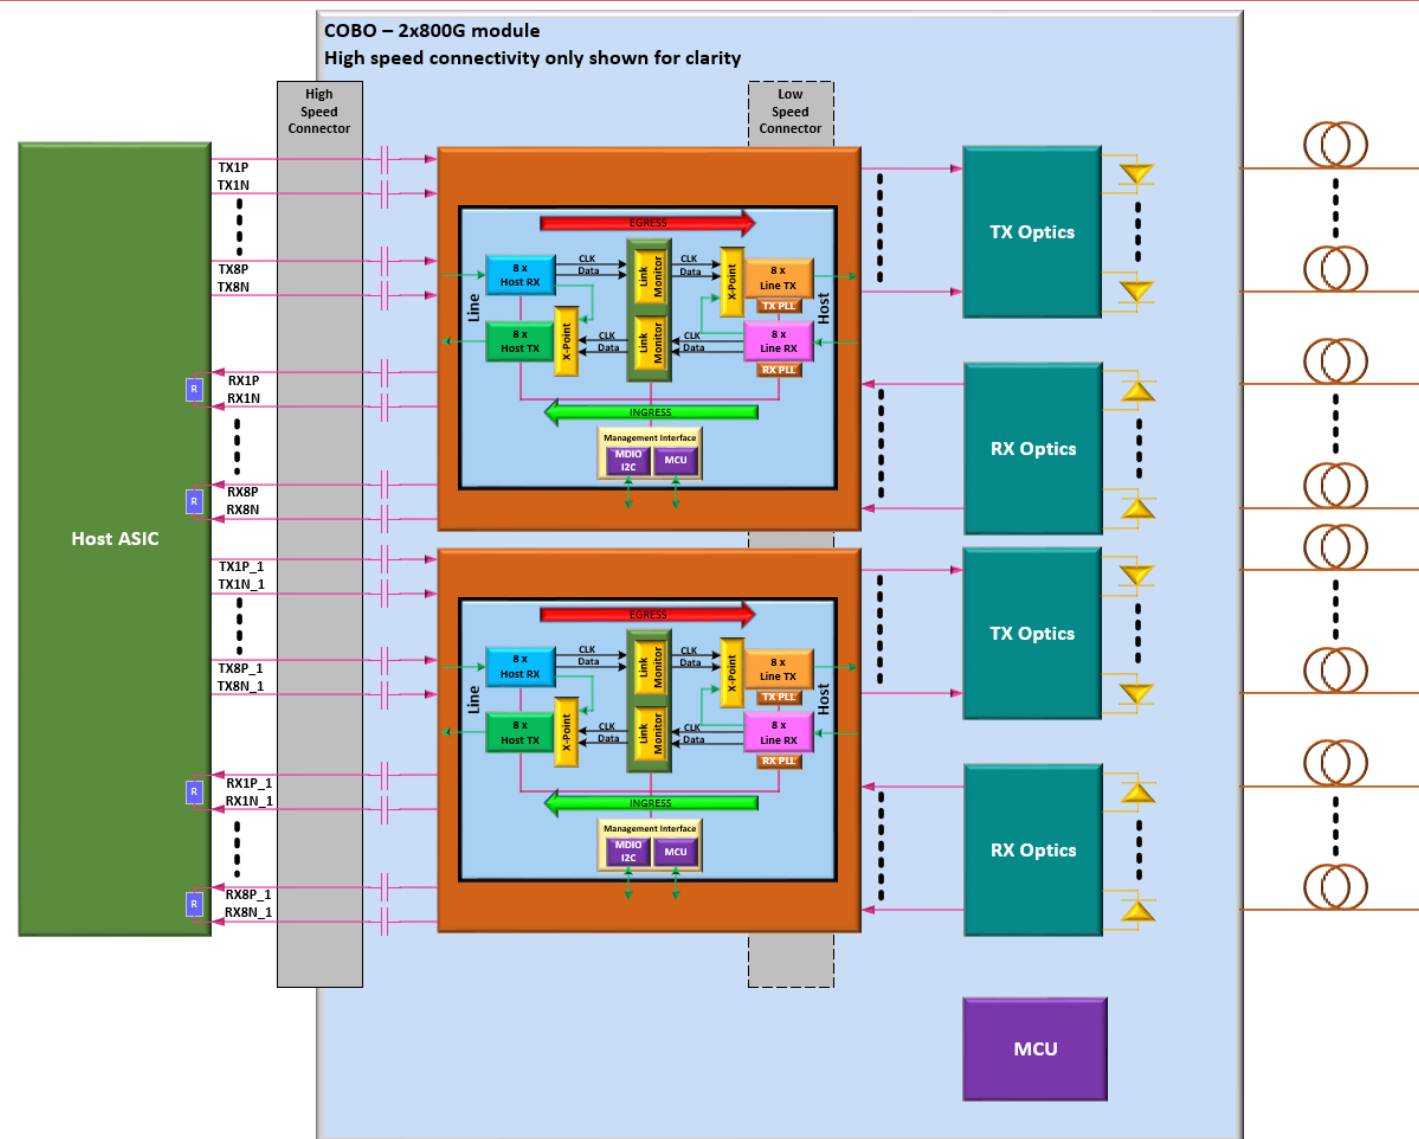 COBO – 2x800G module
High speed connectivity only shown for clarity
High
Speed
Connector
Low
Speed
Connector
Host ASIC
TX1P
TX1N
TX8P
TX8N
R
RX1P
RX1N
R
RX8P
RX8N
TX1P_1
TX1N_1
TX8P_1
TX8N_1
R
RX1P_1
RX1N_1
R
RX8P_1
RX8N_1
EGRESS
Line
8 x
Host RX
CLK
Data
Link
Monitor
CLK
Data
X-Point
8 x
Line TX
TX PLL
Host
8 x
Host TX
X-Point
CLK
Data
Link
Monitor
CLK
Data
8 x
Line RX
RX PLL
INGRESS
Management Interface
MDIO
I2C
MCU
EGRESS
Line
8 x
Host RX
CLK
Data
Link
Monitor
CLK
Data
X-Point
8 x
Line TX
TX PLL
Host
8 x
Host TX
X-Point
CLK
Data
Link
Monitor
CLK
Data
8 x
Line RX
RX PLL
INGRESS
Management Interface
MDIO
I2C
MCU
TX Optics
RX Optics
TX Optics
RX Optics
MCU